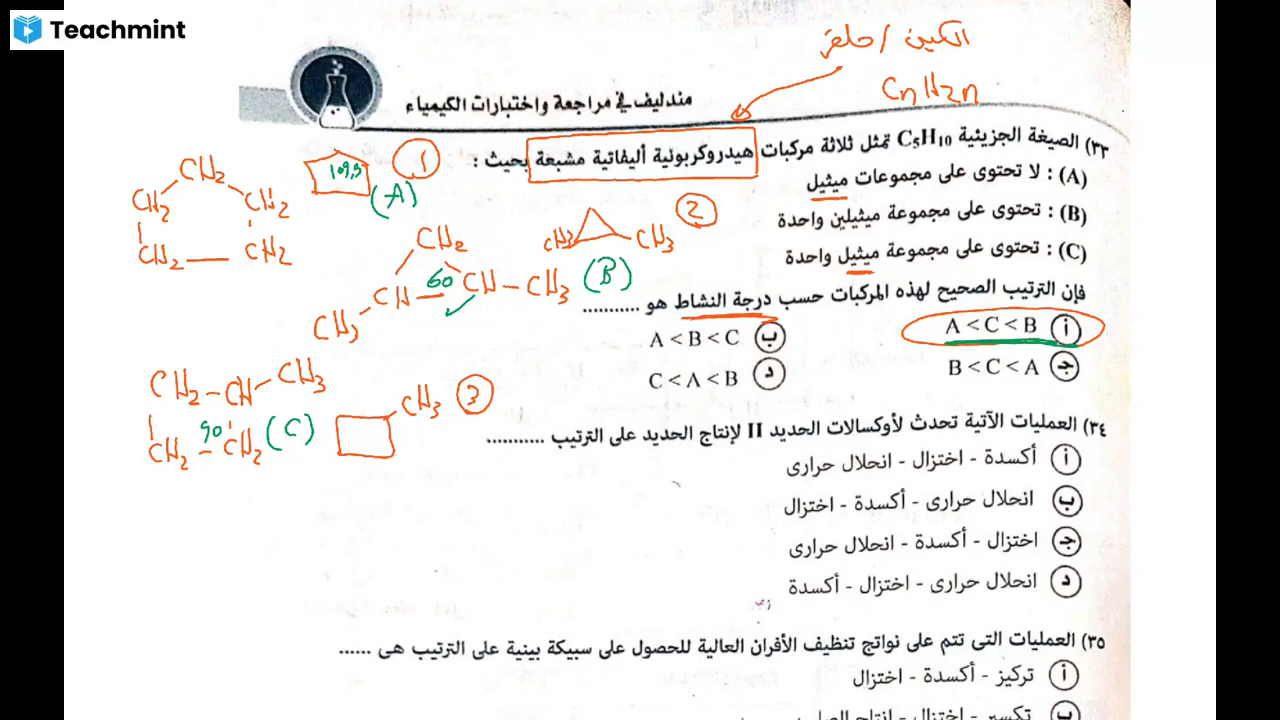 Teachmint
الكين / حلقى
CnH2n
مندليف في مراجعة واختبارات الكيمياء
٣٣) الصيغة الجزيئية C5H10 تمثل ثلاثة مركبات هيدروكربولية أليفاتية مشبعة بحيث :
(A) : لا تحتوى على مجموعات ميثيل
(B) : تحتوى على مجموعة ميثيلين واحدة
(C) : تحتوى على مجموعة ميثيل واحدة
فإن الترتيب الصحيح لهذه المركبات حسب درجة النشاط هو ..........
أ A < C < B
ب A < B < C
ج B < C < A
د C < A < B
1
109,5
(A)
CH2
CH2 CH2
CH2 — CH2
2
CH3 CH3
CH2
60
CH — CH — CH3
CH3
(B)
3
CH3
CH2 - CH - CH3
90
CH2 - CH2
(C)
٣٤) العمليات الآتية تحدث لأوكسالات الحديد II لإنتاج الحديد على الترتيب ...........
أ أكسدة - اختزال - انحلال حرارى
ب انحلال حرارى - أكسدة - اختزال
ج اختزال - أكسدة - انحلال حرارى
د انحلال حرارى - اختزال - أكسدة
٣٥) العمليات التى تتم على نواتج تنظيف الأفران العالية للحصول على سبيكة بينية على الترتيب هى ......
أ تركيز - أكسدة - اختزال
ب تكسير - اختزال - انتاج